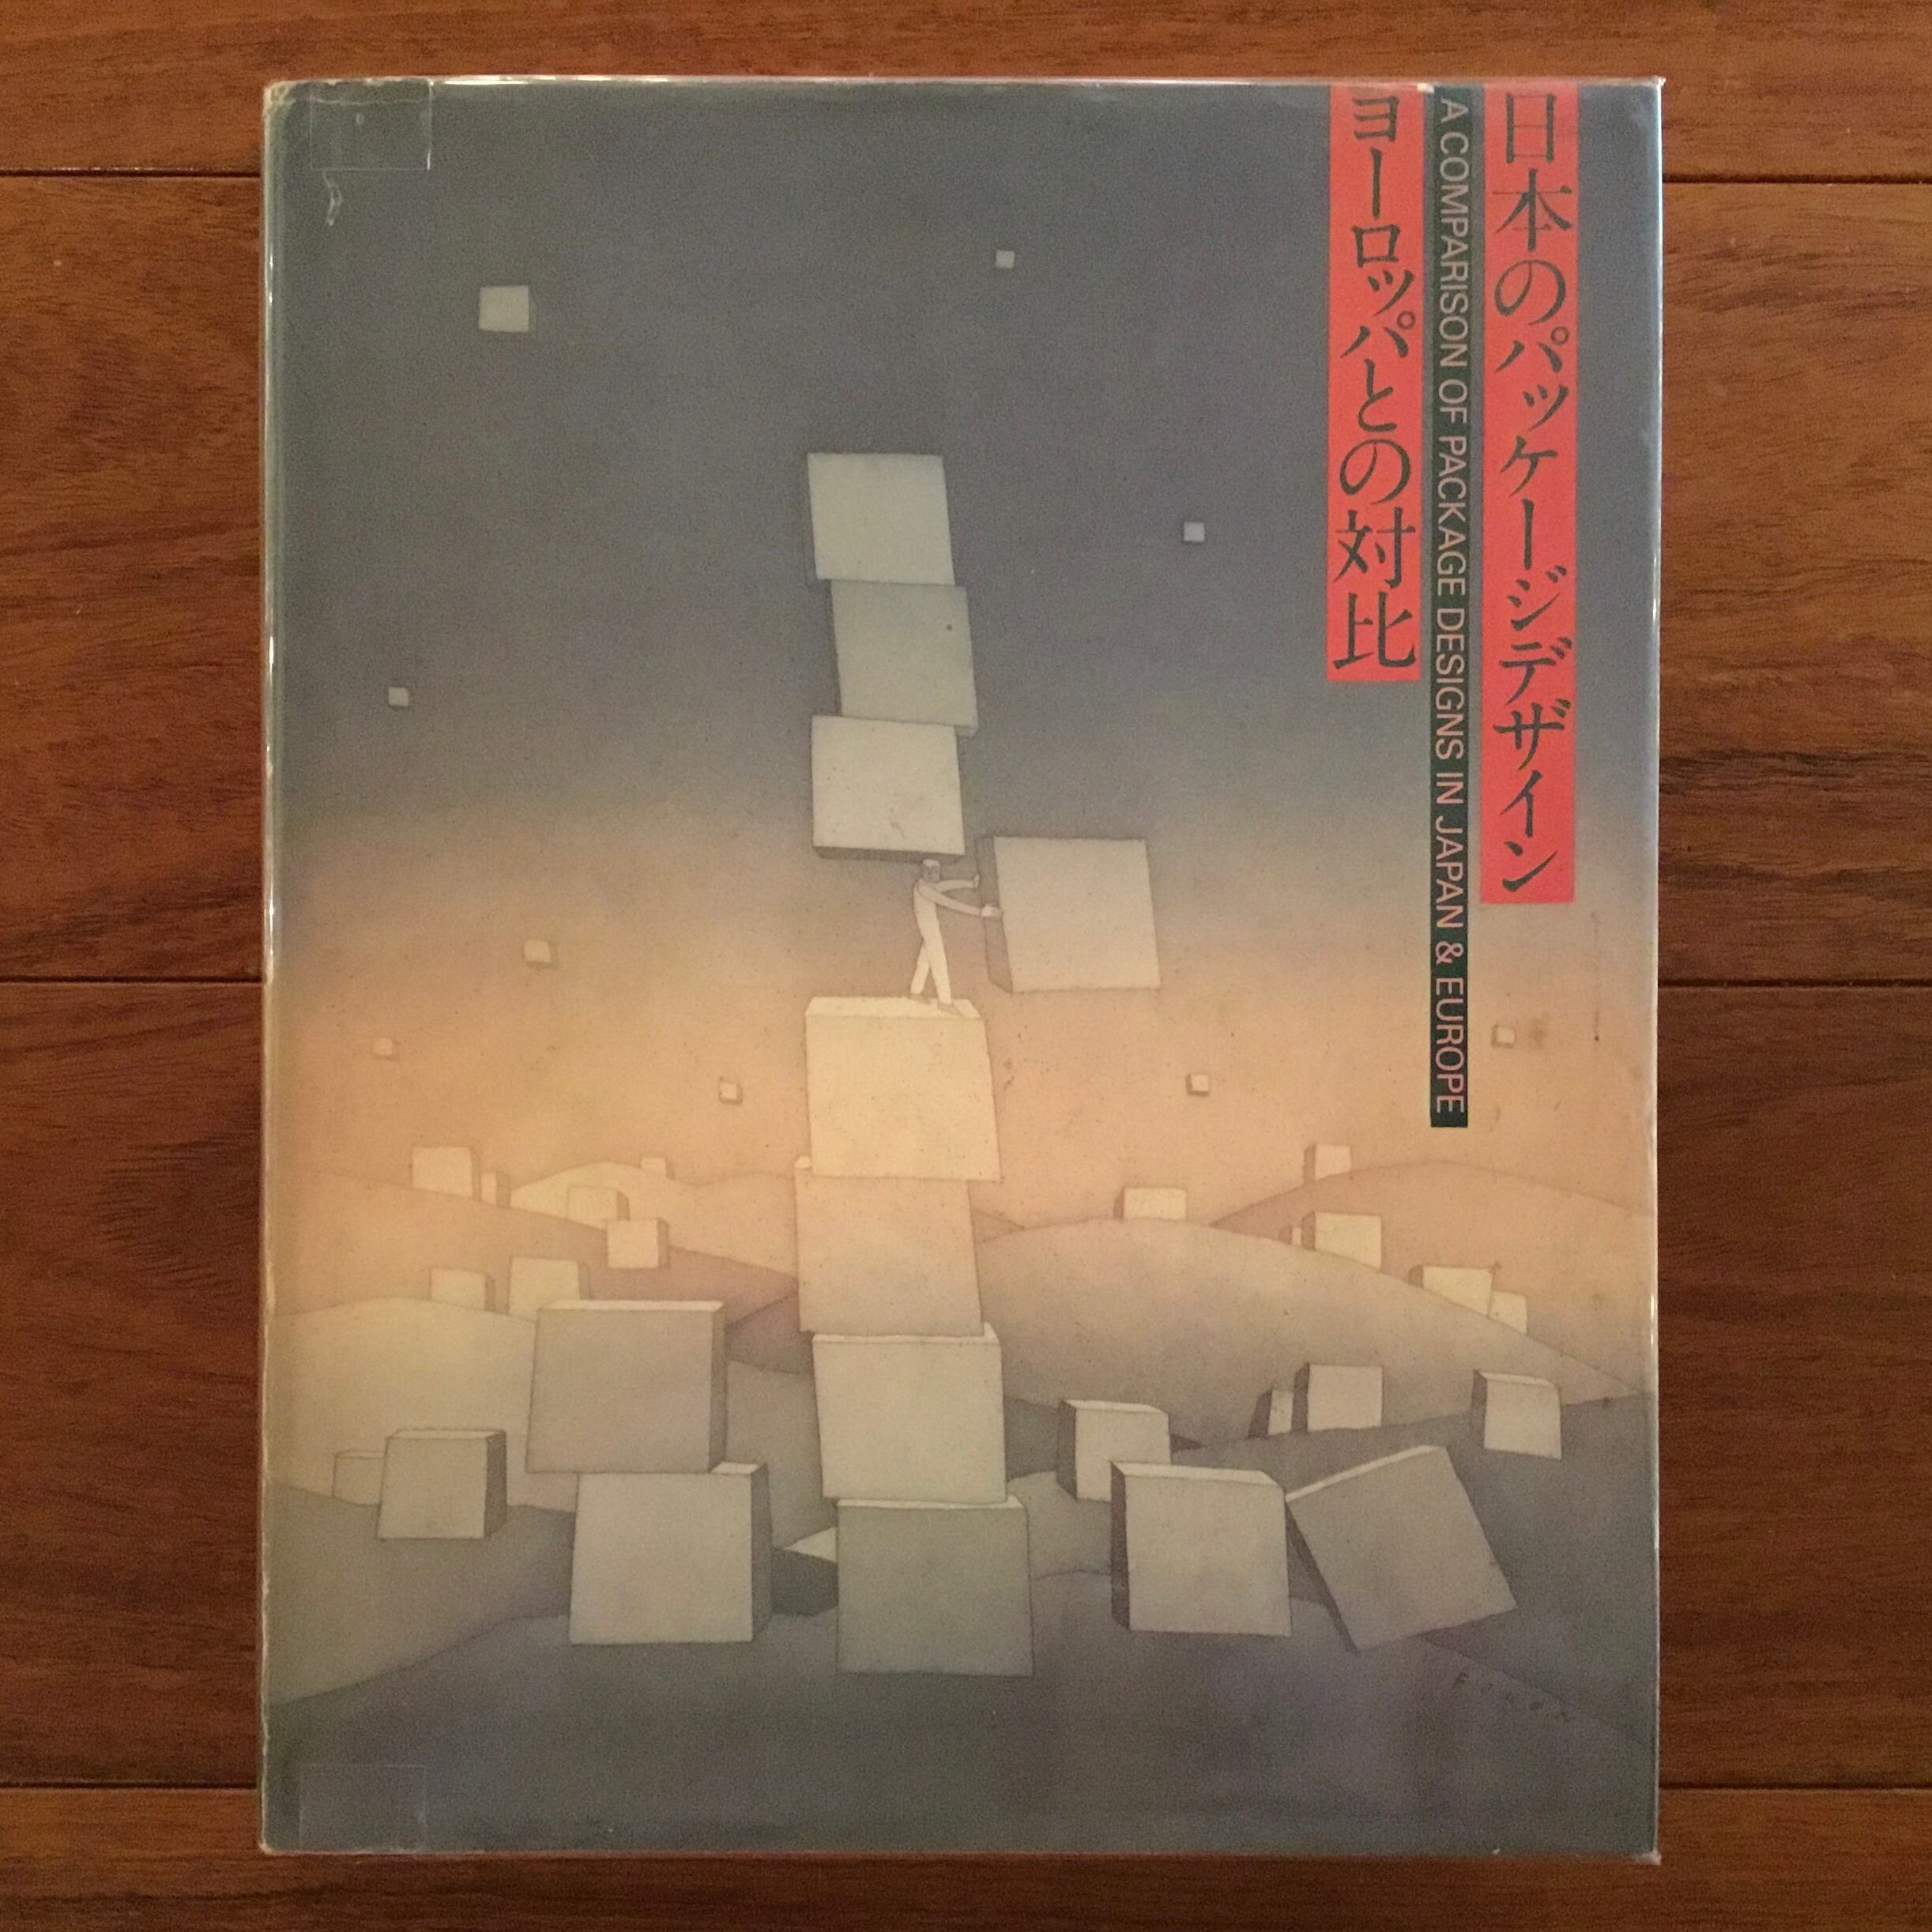 日本のパッケージデザイン
A COMPARISON OF PACKAGE DESIGNS IN JAPAN & EUROPE
ヨーロッパとの対比